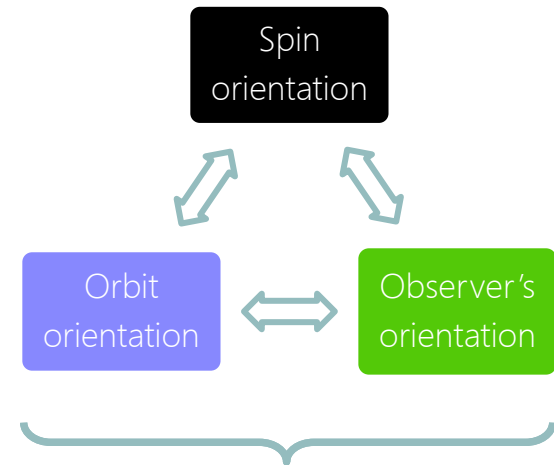 Spin
orientation
Orbit
orientation
Observer’s
orientation